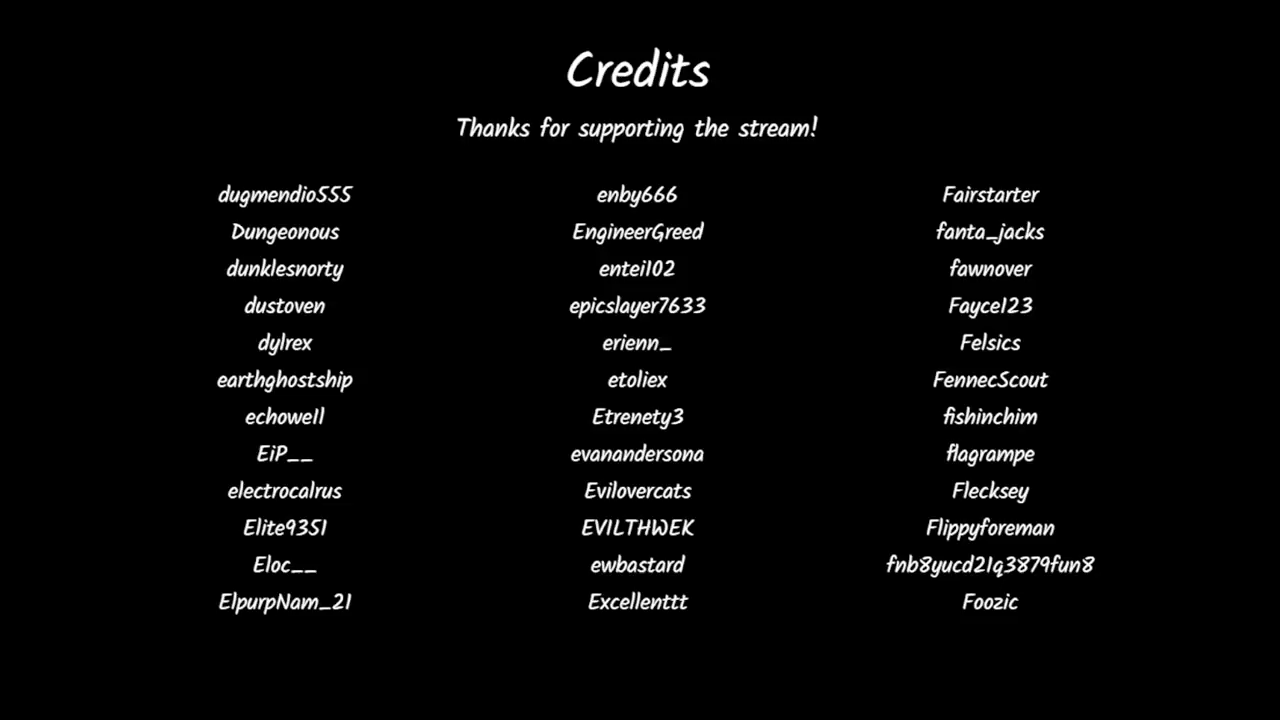 Credits
Thanks for supporting the stream!
dugmendio555
Dungeonous
dunklesnorty
dustoven
dylrex
earthghostship
echowell
EiP__
electrocalrus
Elite9351
Eloc__
ElpurpNam_21
enby666
EngineerGreed
entei102
epicslayer7633
erienn_
etoliex
Etrenety3
evanandersona
Evilovercats
EVILTHWEK
ewbastard
Excellenttt
Fairstarter
fanta_jacks
fawnover
Fayce123
Felsics
FennecScout
fishinchim
flagrampe
Flecksey
Flippyforeman
fnb8yucd21q3879fun8
Foozic